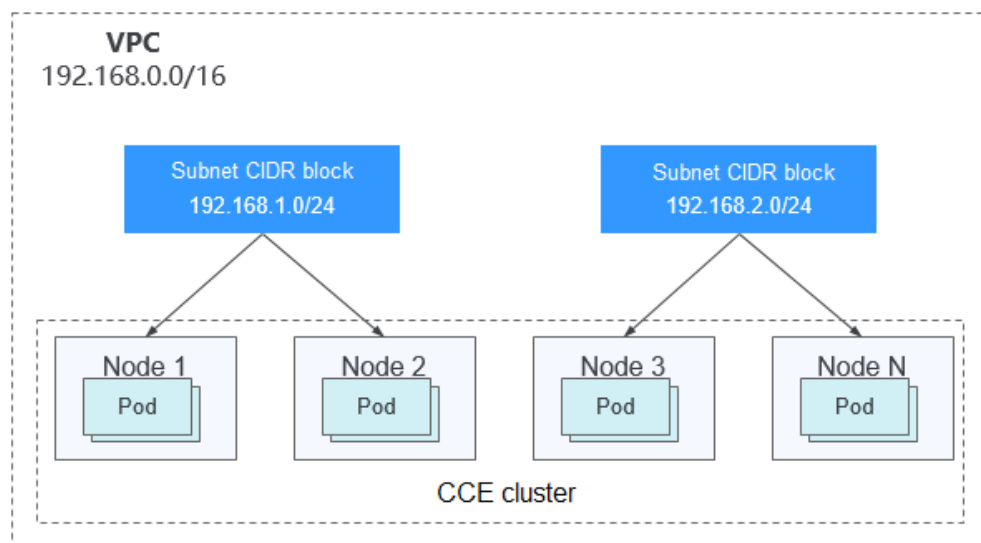 VPC
192.168.0.0/16
Subnet CIDR block
192.168.1.0/24
Subnet CIDR block
192.168.2.0/24
Node 1
Pod
Node 2
Pod
Node 3
Pod
Node N
Pod
CCE cluster